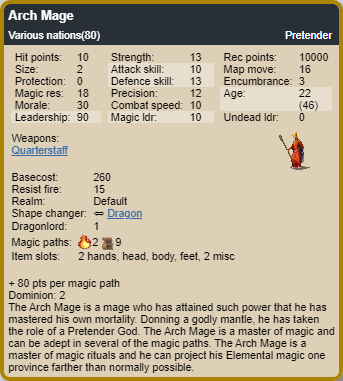 Arch Mage
Various nations(80) Pretender
Hit points: 10 Strength: 13 Rec points: 10000
Size: 2 Attack skill: 10 Map move: 16
Protection: 0 Defence skill: 13 Encumbrance: 3
Magic res: 18 Precision: 12 Age: 22
Morale: 30 Combat speed: 10 (46)
Leadership: 90 Magic ldr: 10 Undead ldr: 0
Weapons:
Quarterstaff
Basecost: 260
Resist fire: 15
Realm: Default
Shape changer: ⇔ Dragon
Dragonlord: 1
Magic paths: 2 9
Item slots: 2 hands, head, body, feet, 2 misc
+ 80 pts per magic path
Dominion: 2
The Arch Mage is a mage who has attained such power that he has
mastered his own mortality. Donning a godly mantle, he has taken
the role of a Pretender God. The Arch Mage is a master of magic and
can be adept in several of the magic paths. The Arch Mage is a
master of magic rituals and he can project his Elemental magic one
province farther than normally possible.